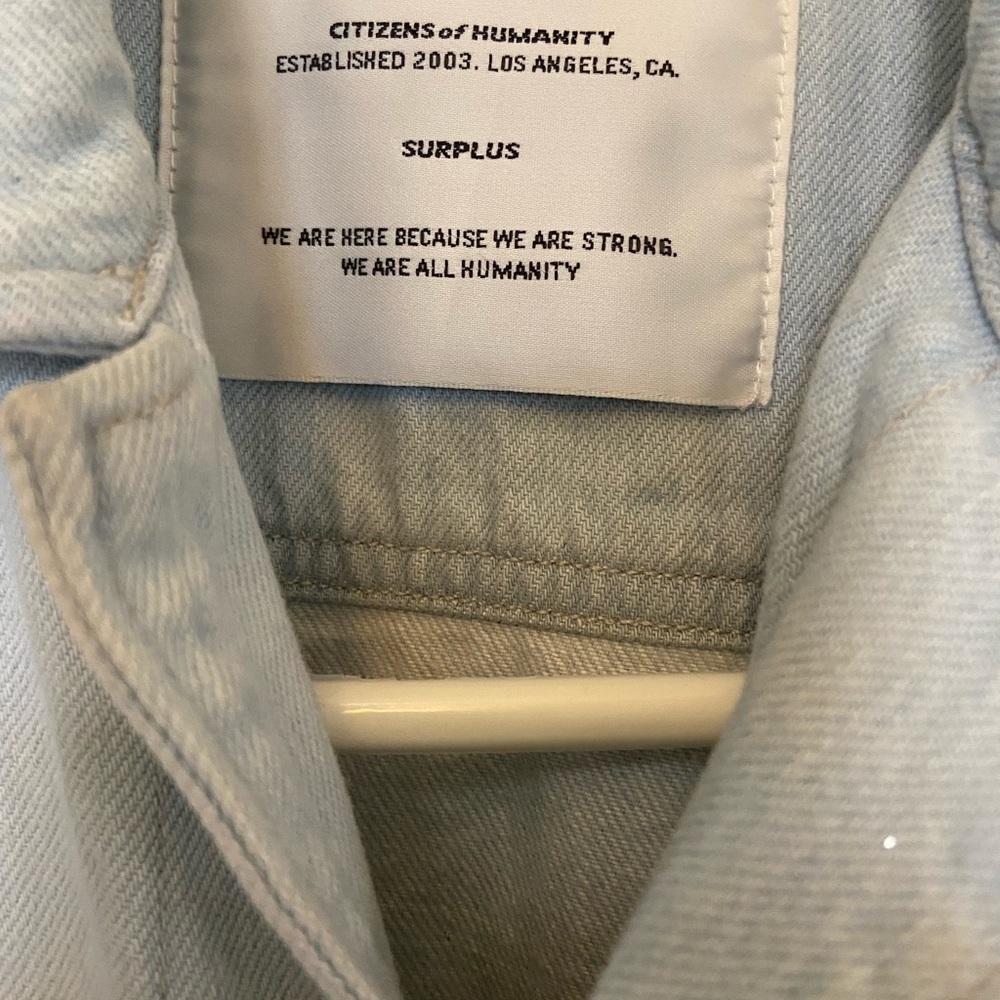 CITIZENS of HUMANITY
ESTABLISHED 2003. LOS ANGELES, CA.
SURPLUS
WE ARE HERE BECAUSE WE ARE STRONG.
WE ARE ALL HUMANITY